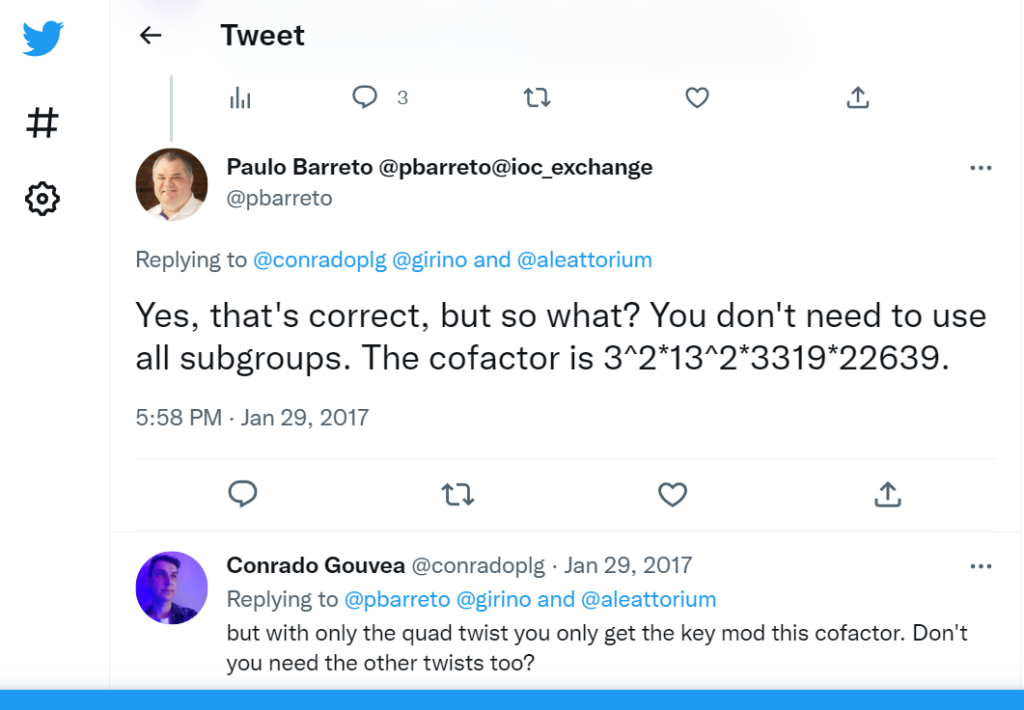 Tweet
3
Paulo Barreto @pbarreto@ioc_exchange
@pbarreto
Replying to @conradoplg @girino and @aleattorium
Yes, that's correct, but so what? You don't need to use
all subgroups. The cofactor is 3^2*13^2*3319*22639.
5:58 PM · Jan 29, 2017
Conrado Gouvea @conradoplg · Jan 29, 2017
Replying to @pbarreto @girino and @aleattorium
but with only the quad twist you only get the key mod this cofactor. Don't
you need the other twists too?